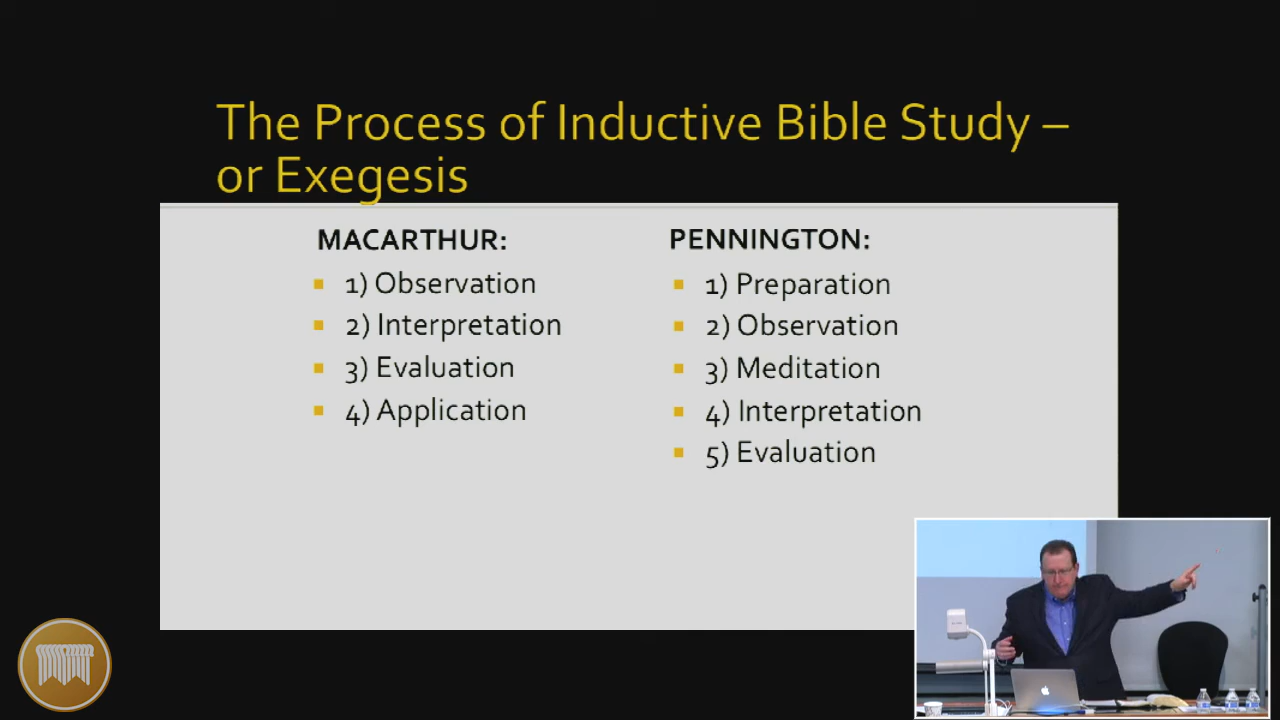 The Process of Inductive Bible Study –
or Exegesis
MACARTHUR:
1) Observation
2) Interpretation
3) Evaluation
4) Application
PENNINGTON:
1) Preparation
2) Observation
3) Meditation
4) Interpretation
5) Evaluation